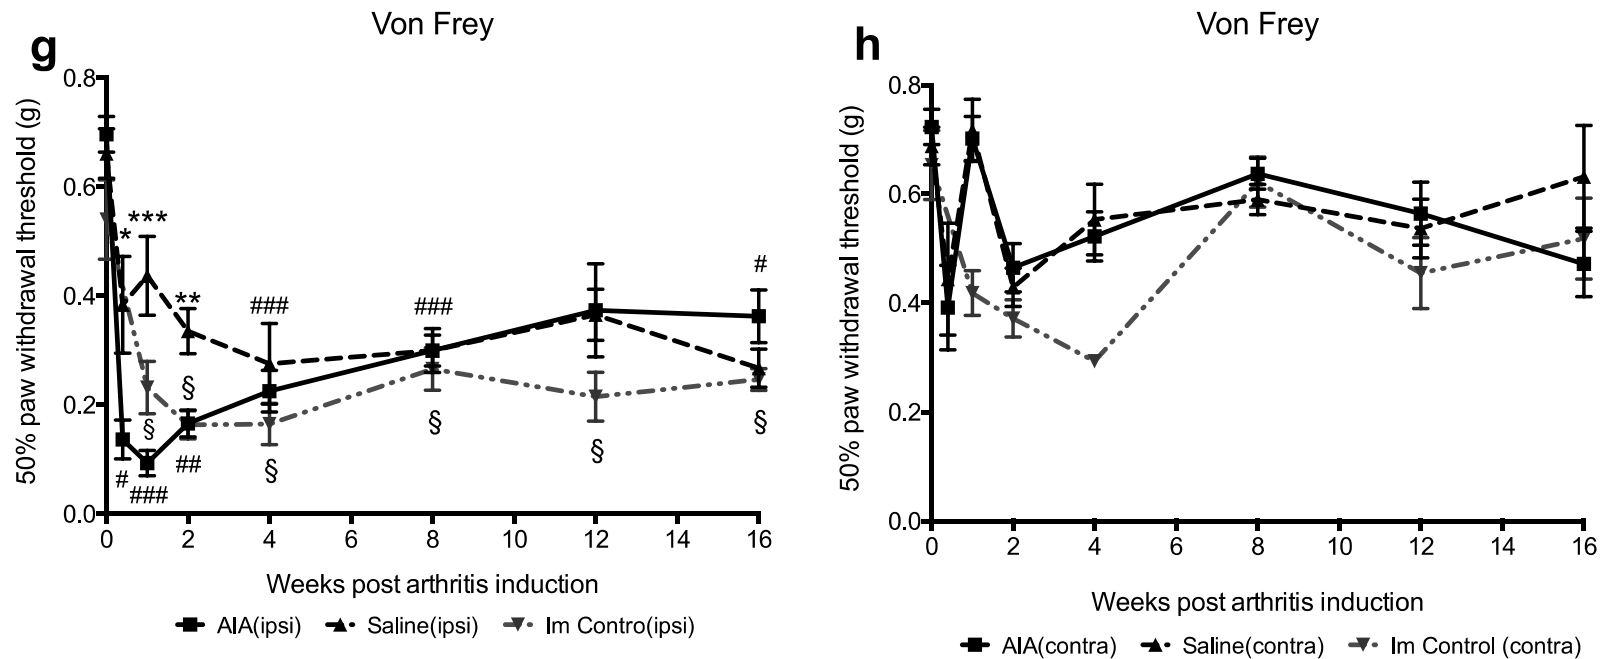 g
Von Frey
50% paw withdrawal threshold (g)
0.8
0.6
0.4
0.2
0.0
***
*
**
###
###
#
§
§
§
§
§
§
#
###
##
0 2 4 6 8 10 12 14 16
Weeks post arthritis induction
AIA(ipsi) Saline(ipsi) Im Contro(ipsi)
h
Von Frey
50% paw withdrawal threshold (g)
0.8
0.6
0.4
0.2
0.0
0 2 4 6 8 10 12 14 16
Weeks post arthritis induction
AIA(contra) Saline(contra) Im Control (contra)